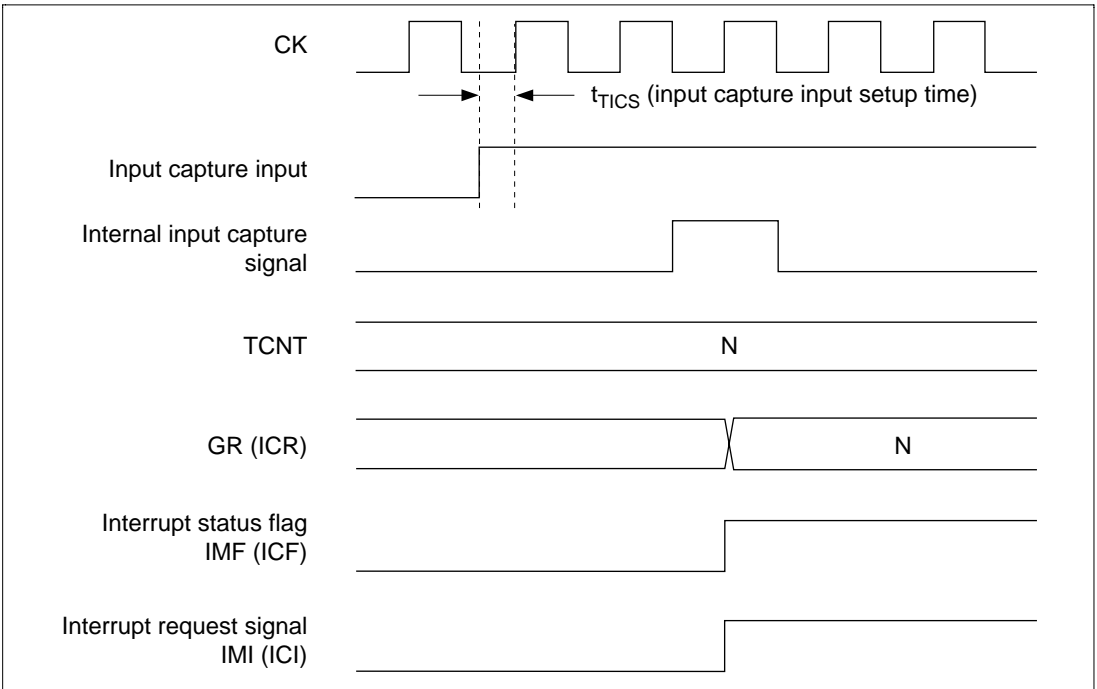 CK
tTICS (input capture input setup time)
Input capture input
Internal input capture
signal
TCNT
N
GR (ICR)
N
Interrupt status flag
IMF (ICF)
Interrupt request signal
IMI (ICI)